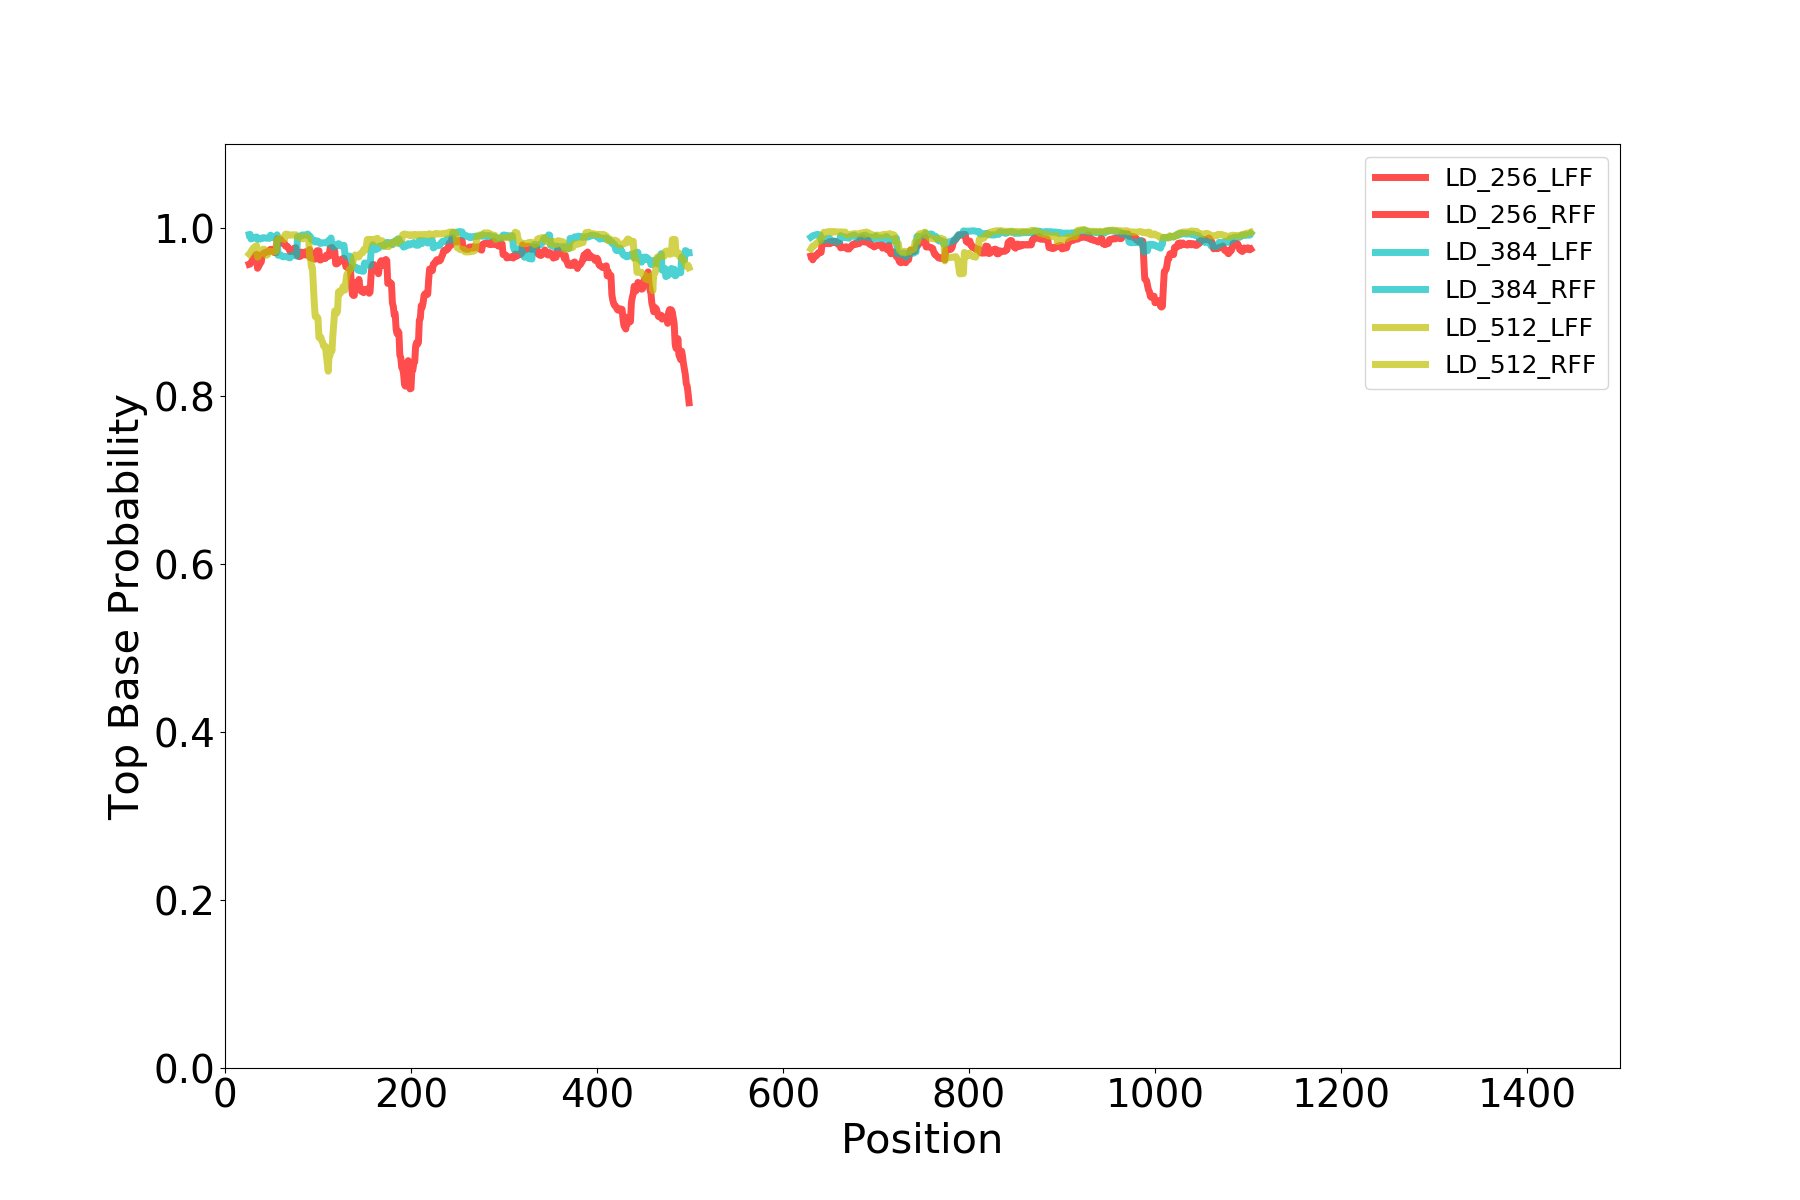 Top Base Probability
1.0
0.8
0.6
0.4
0.2
0.0
0 200 400 600 800 1000 1200 1400
Position
LD_256_LFF
LD_256_RFF
LD_384_LFF
LD_384_RFF
LD_512_LFF
LD_512_RFF